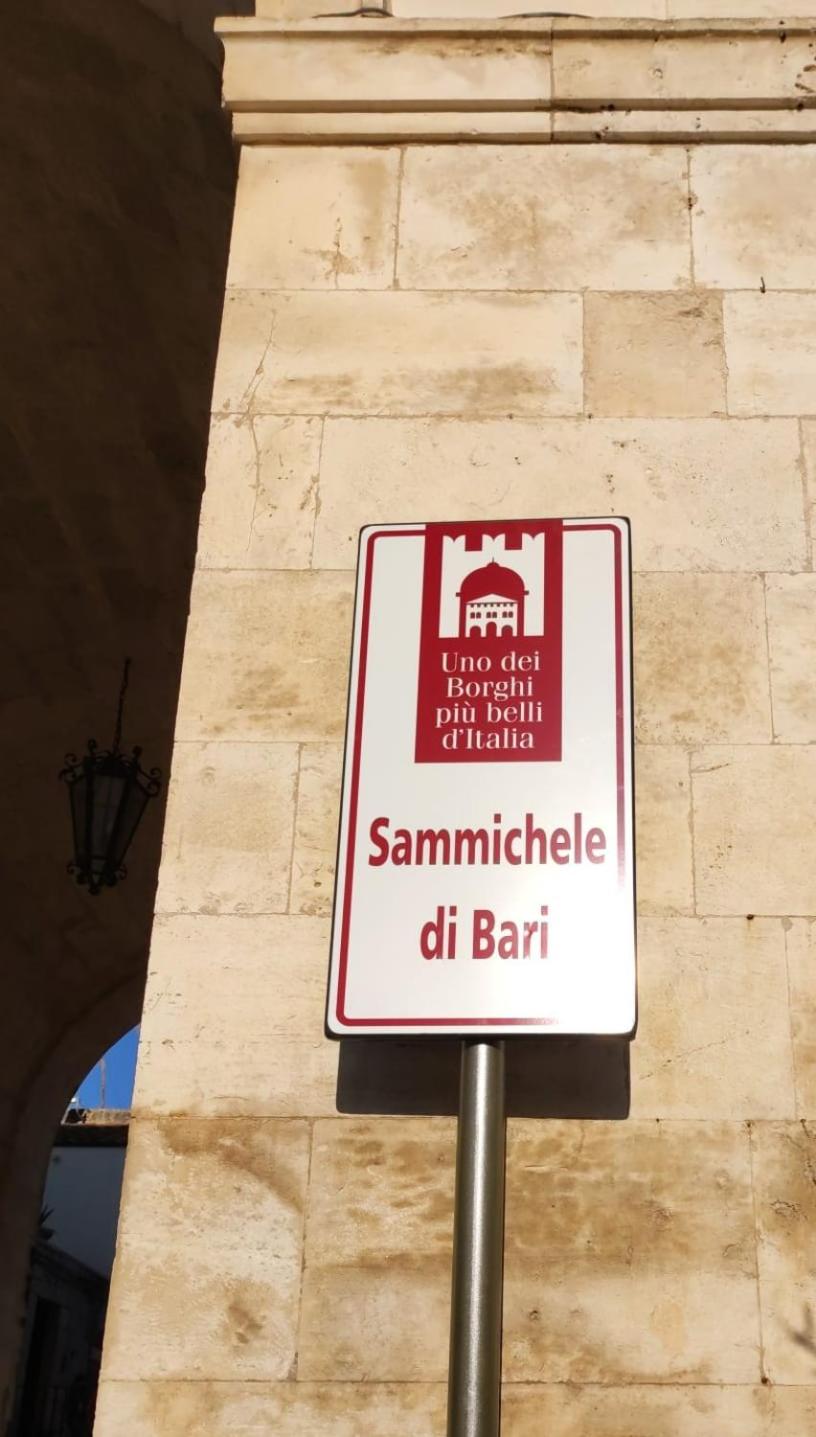 Uno dei
Borghi
più belli
d'Italia
Sammichele
di Bari